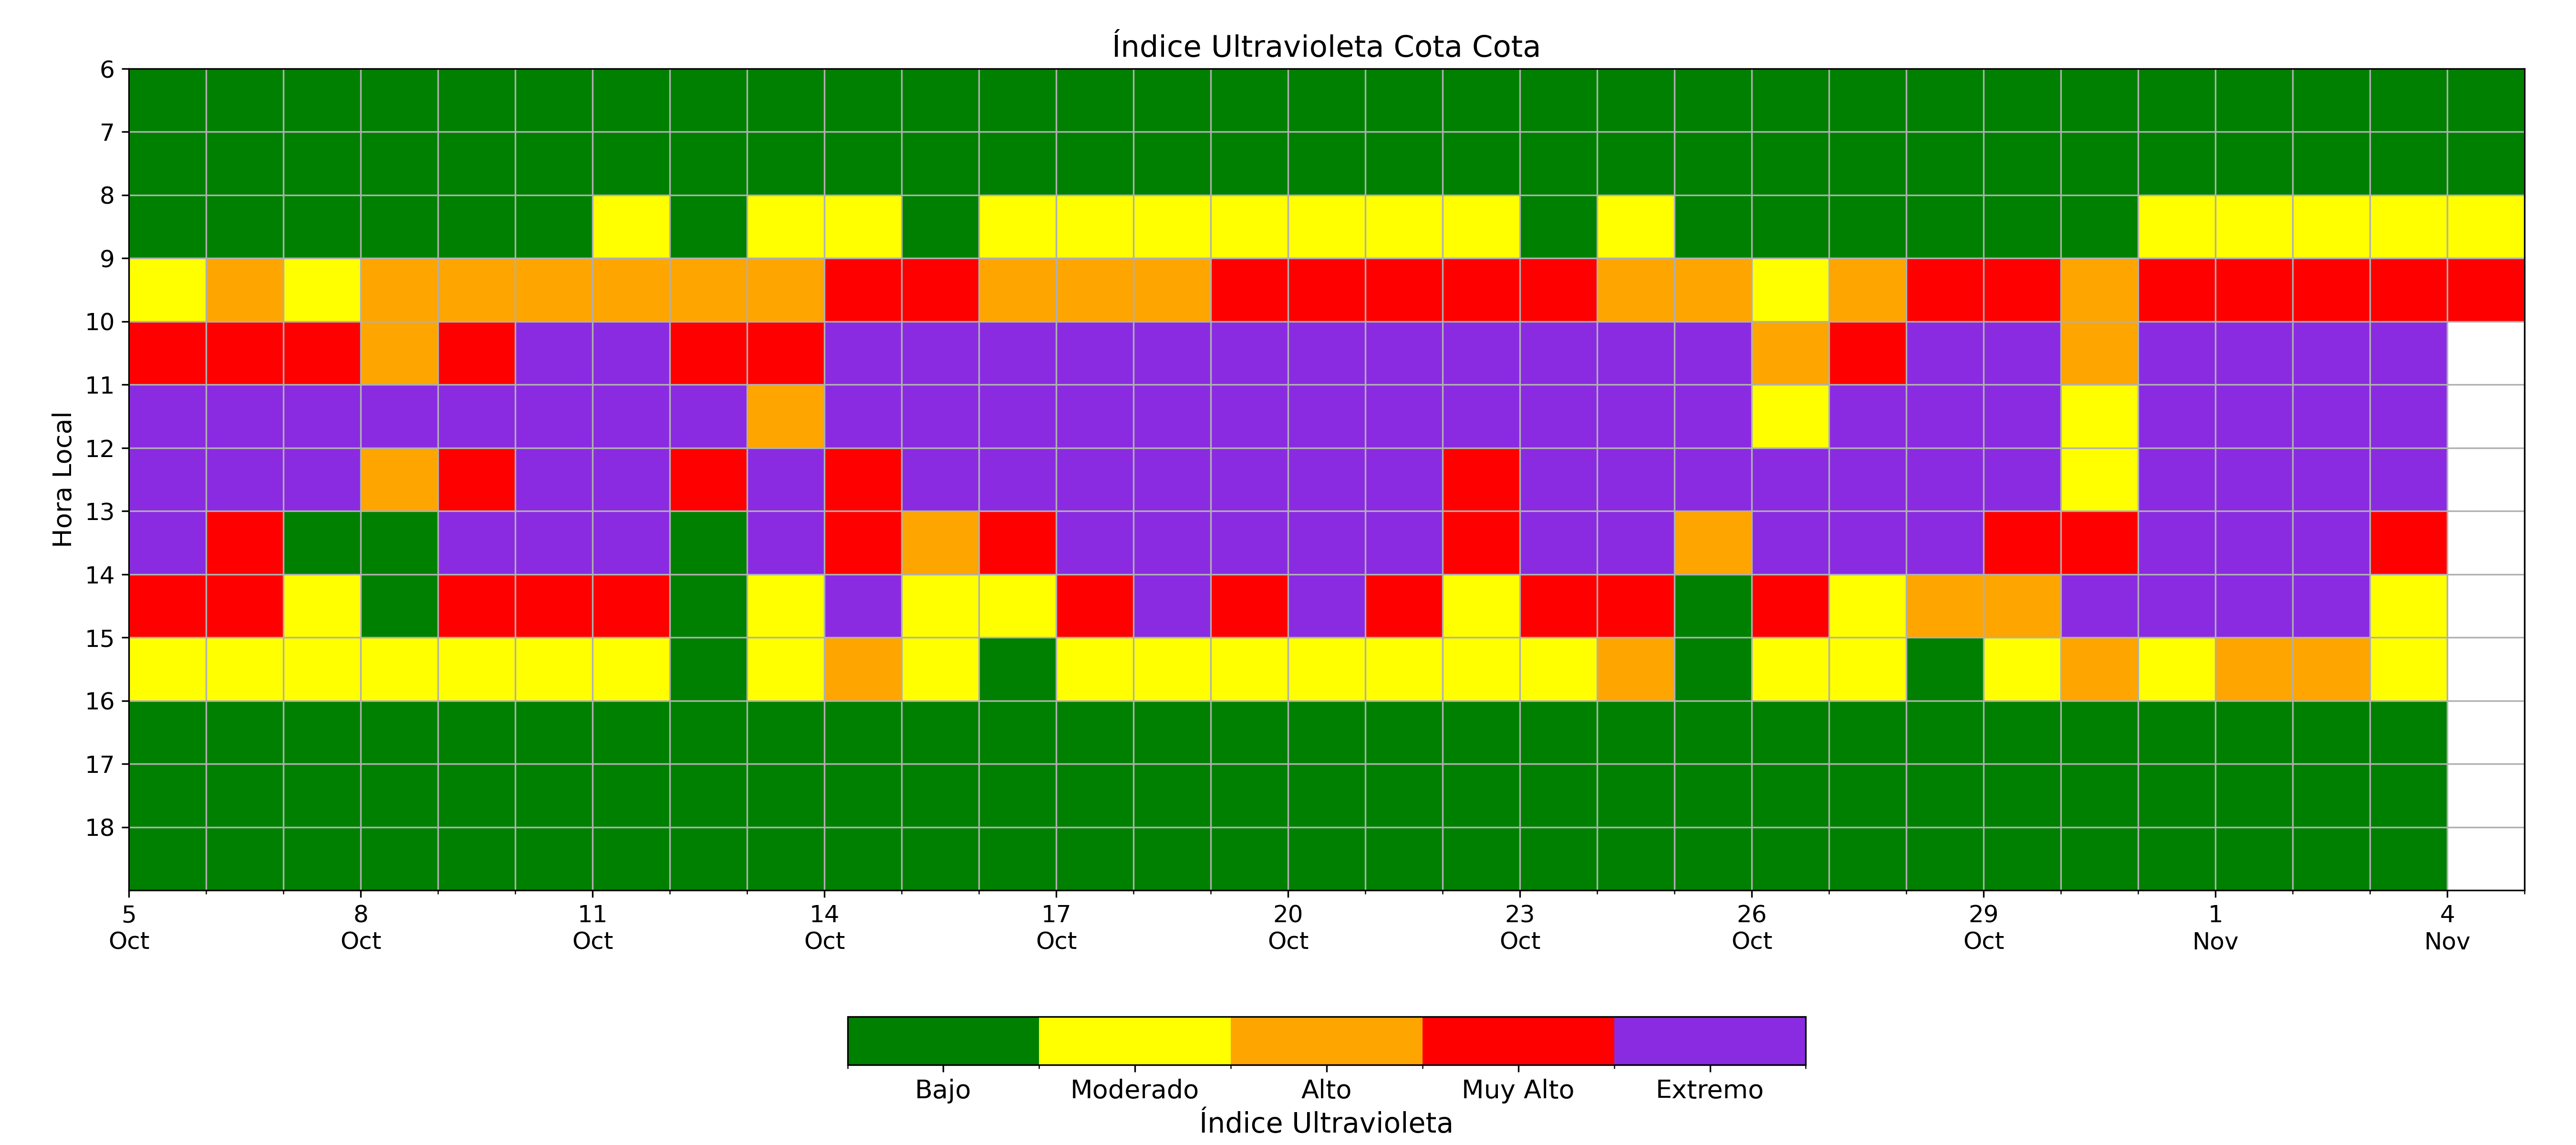 Índice Ultravioleta Cota Cota
Hora Local
6
7
8
9
10
11
12
13
14
15
16
17
18
5 8 11 14 17 20 23 26 29 1 4
Oct Oct Oct Oct Oct Oct Oct Oct Oct Nov Nov
Bajo Moderado Alto Muy Alto Extremo
Índice Ultravioleta